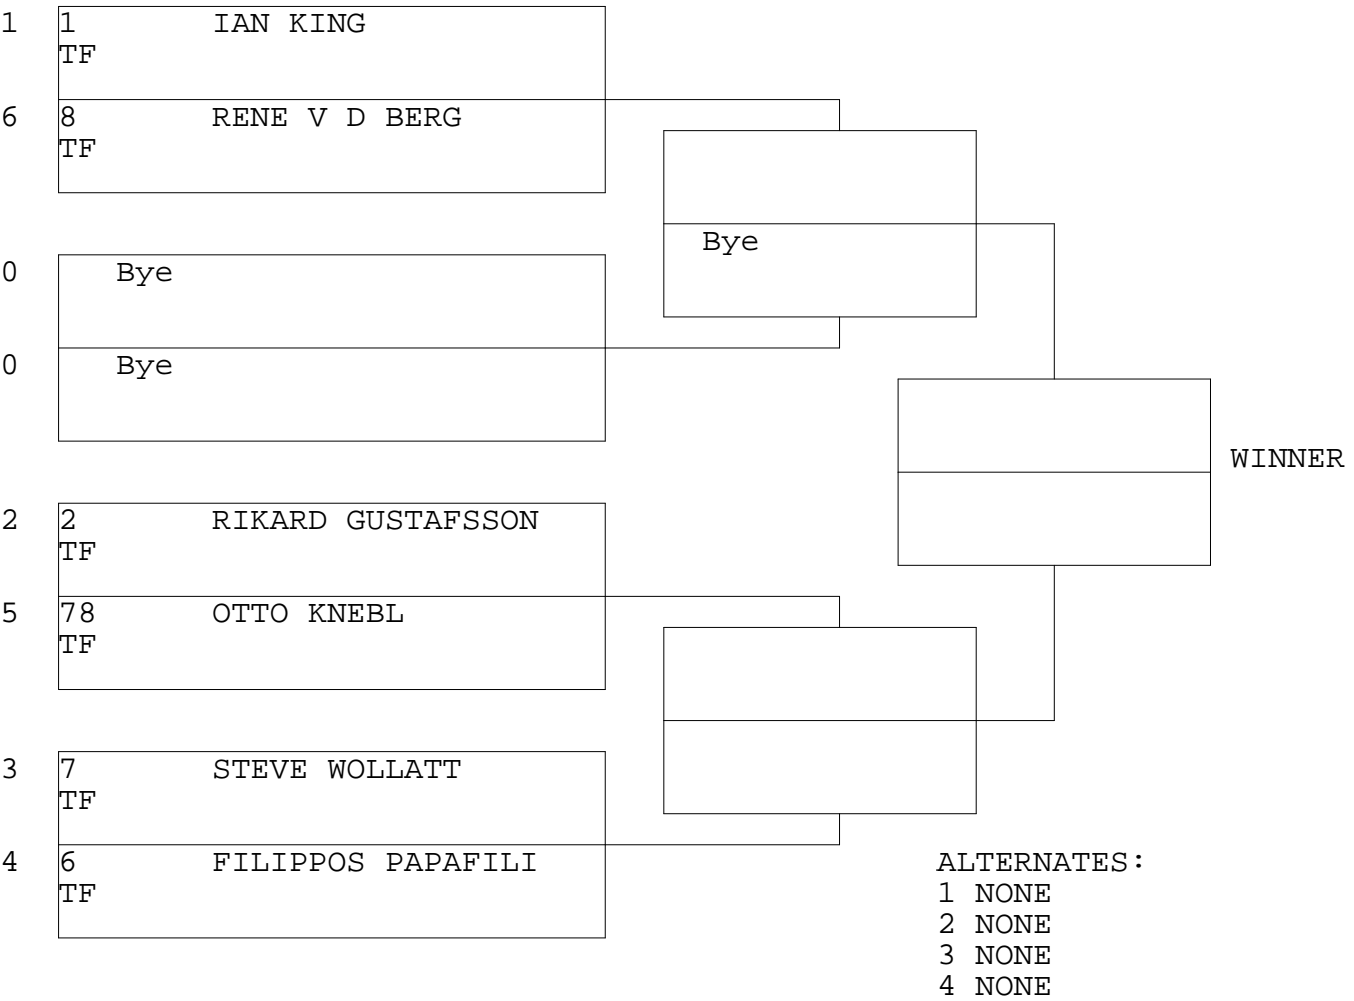 1 1 IAN KING
TF
6 8 RENE V D BERG
TF
Bye
0 Bye
0 Bye
WINNER
2 2 RIKARD GUSTAFSSON
TF
5 78 OTTO KNEBL
TF
3 7 STEVE WOLLATT
TF
4 6 FILIPPOS PAPAFILI
TF
ALTERNATES:
1 NONE
2 NONE
3 NONE
4 NONE